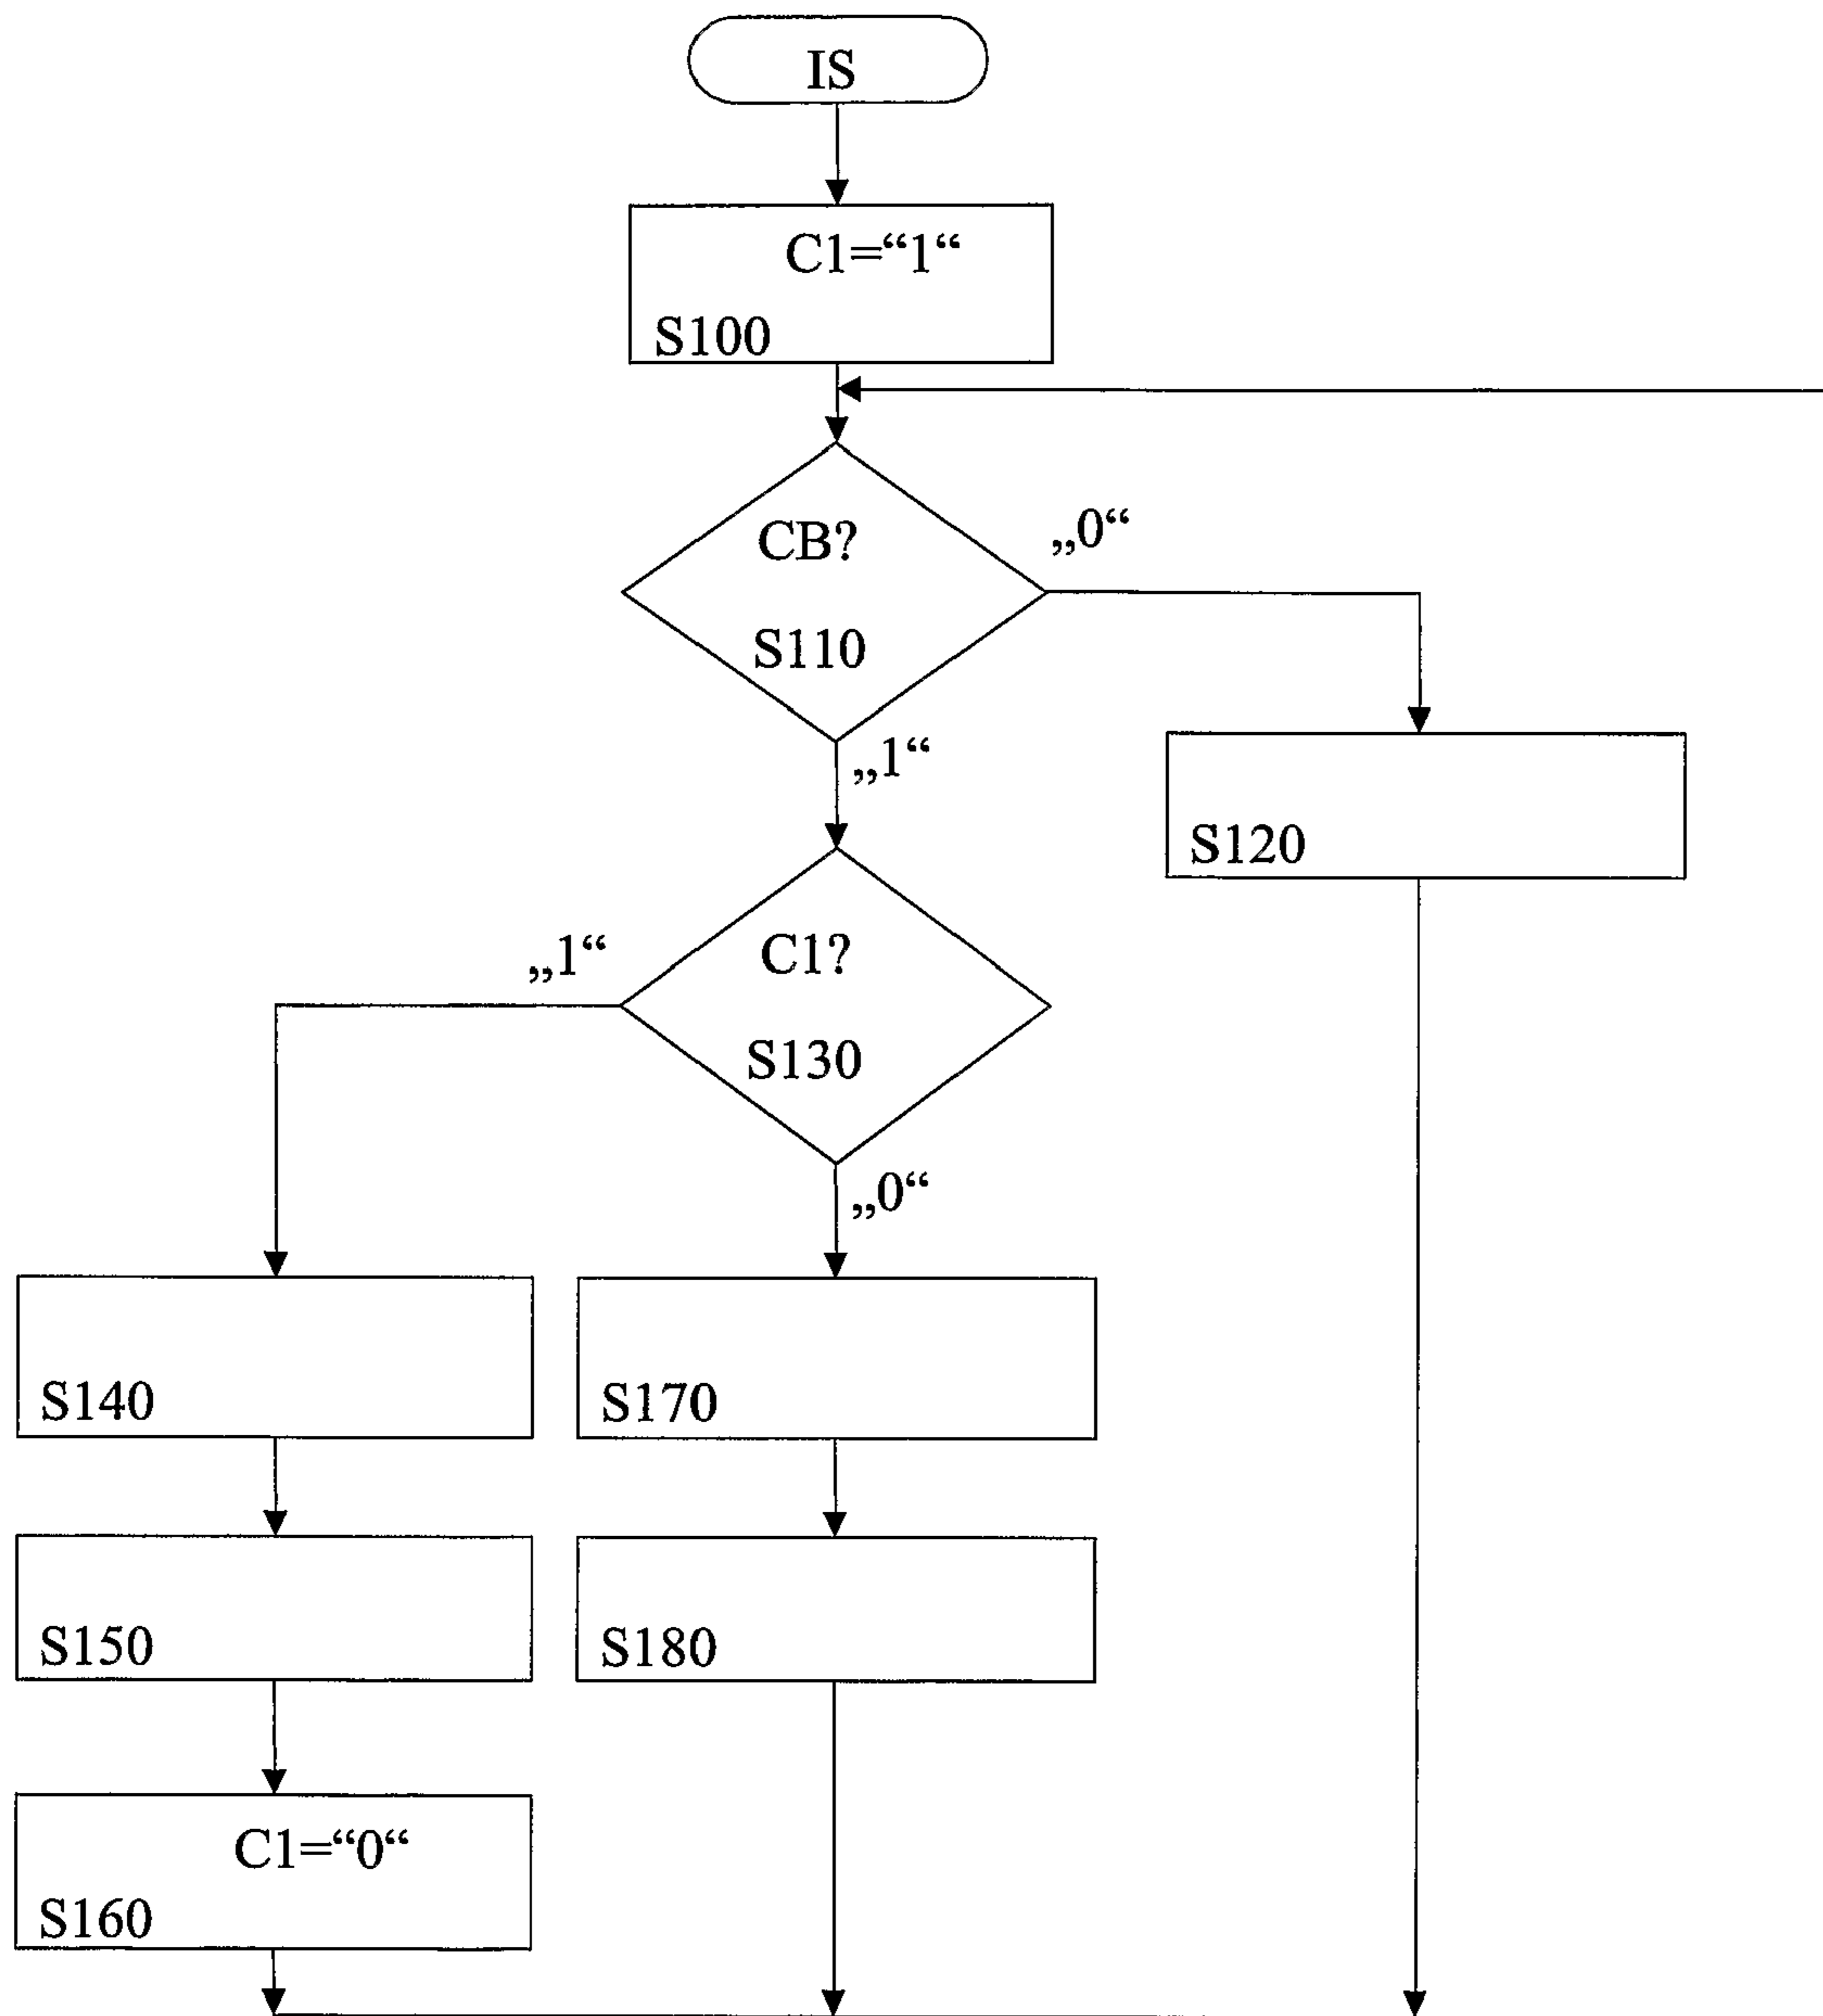 IS
C1=“1“
S100
CB?
„0“
S110
„1“
S120
„1“
C1?
S130
„0“
S140
S170
S150
S180
C1=“0“
S160